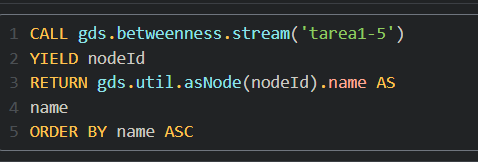 1 CALL gds.betweenness.stream('tarea1-5')
2 YIELD nodeId
3 RETURN gds.util.asNode(nodeId).name AS
4 name
5 ORDER BY name ASC